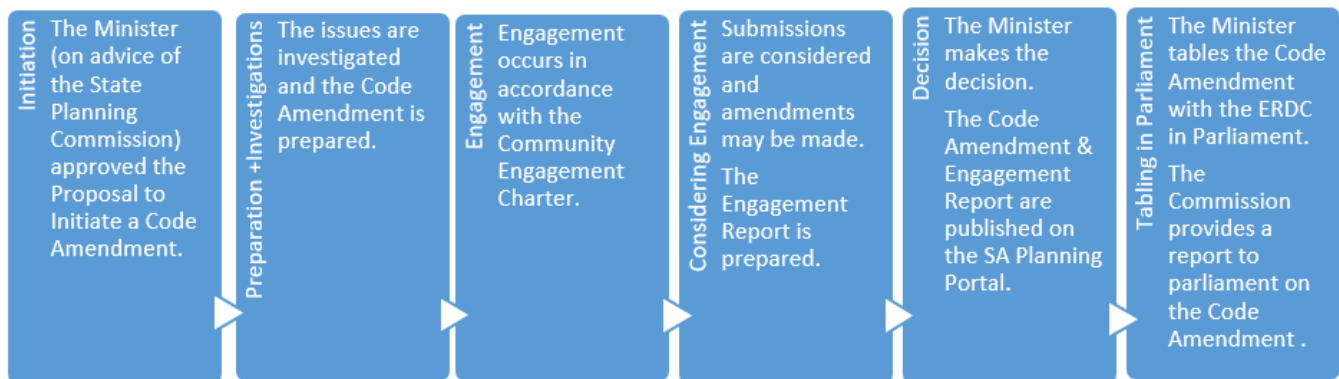 Initiation
The Minister
(on advice of
the State
Planning
Commission)
approved the
Proposal to
Initiate a Code
Amendment.
Preparation +Investigations
The issues are
investigated
and the Code
Amendment is
prepared.
Engagement
Engagement
occurs in
accordance
with the
Community
Engagement
Charter.
Considering Engagement
Submissions
are considered
and
amendments
may be made.
The
Engagement
Report is
prepared.
Decision
The Minister
makes the
decision.
The Code
Amendment &
Engagement
Report are
published on
the SA Planning
Portal.
Tabling in Parliament
The Minister
tables the Code
Amendment
with the ERDC
in Parliament.
The
Commission
provides a
report to
parliament on
the Code
Amendment .